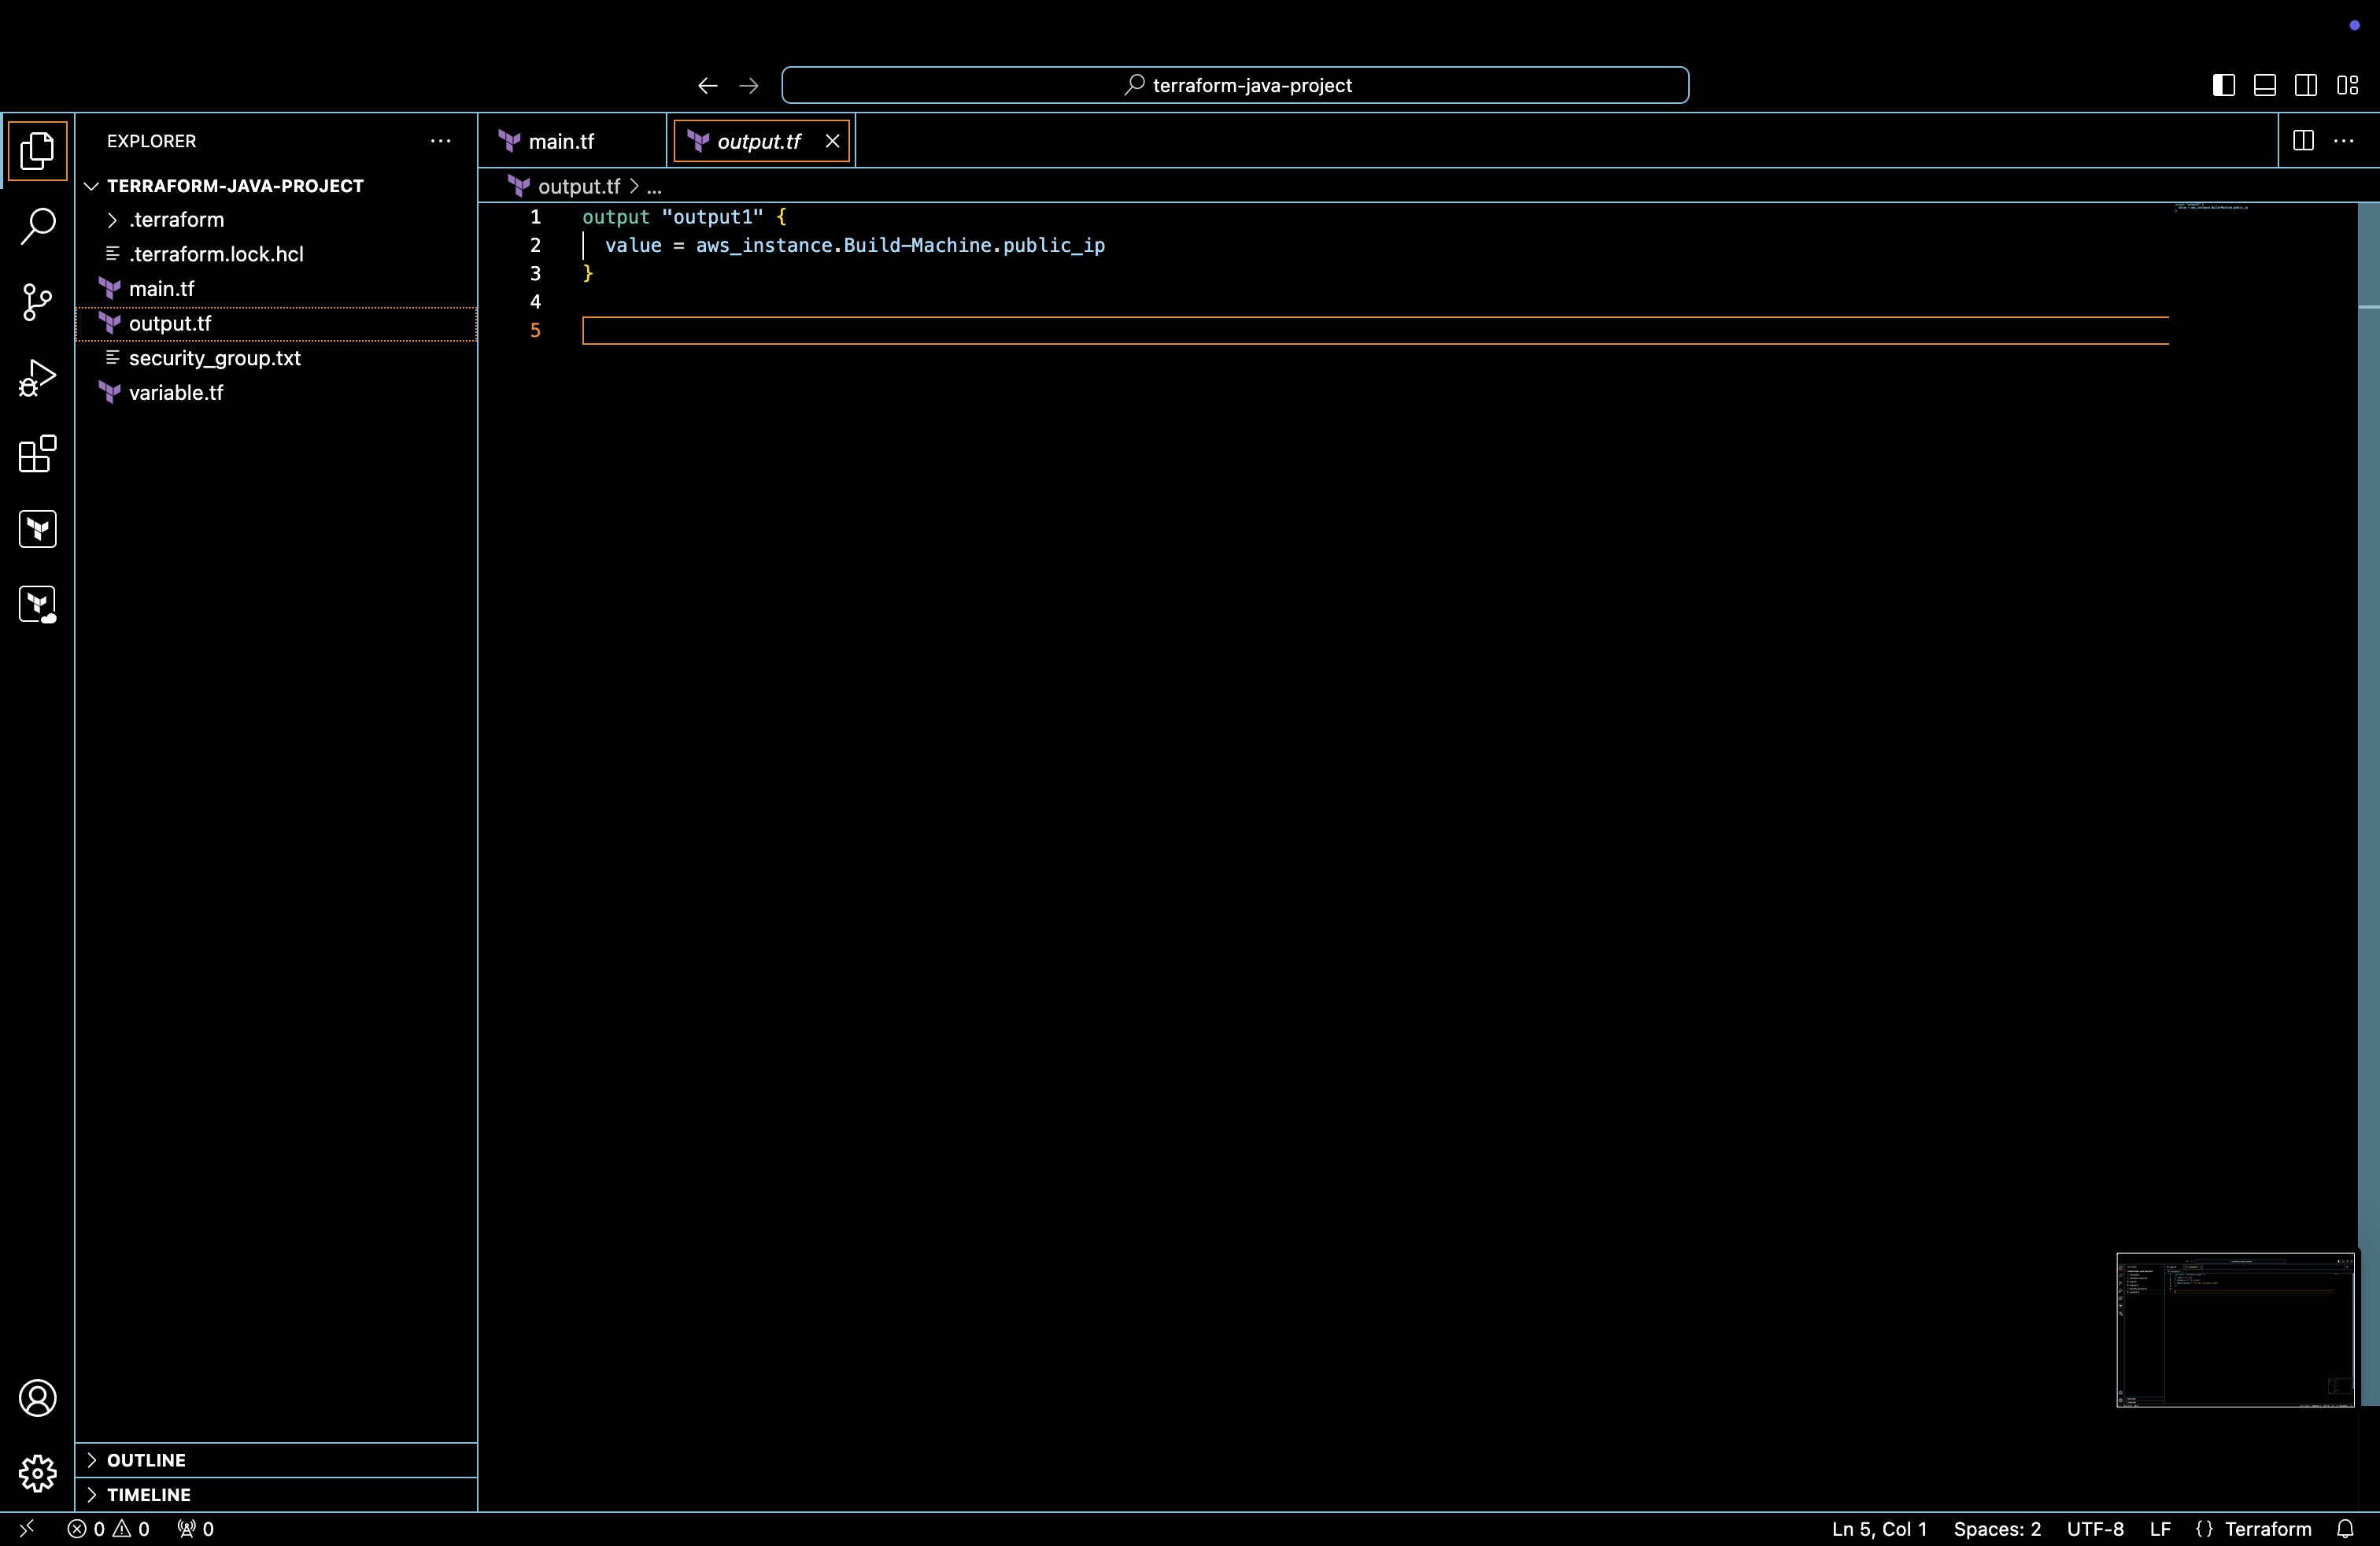 terraform-java-project
EXPLORER
TERRAFORM-JAVA-PROJECT
.terraform
.terraform.lock.hcl
main.tf
output.tf
security_group.txt
variable.tf
OUTLINE
TIMELINE
main.tf
output.tf
output.tf > ...
1 output "output1" {
2 value = aws_instance.Build-Machine.public_ip
3 }
4
5
0 0 0
Ln 5, Col 1 Spaces: 2 UTF-8 LF {} Terraform